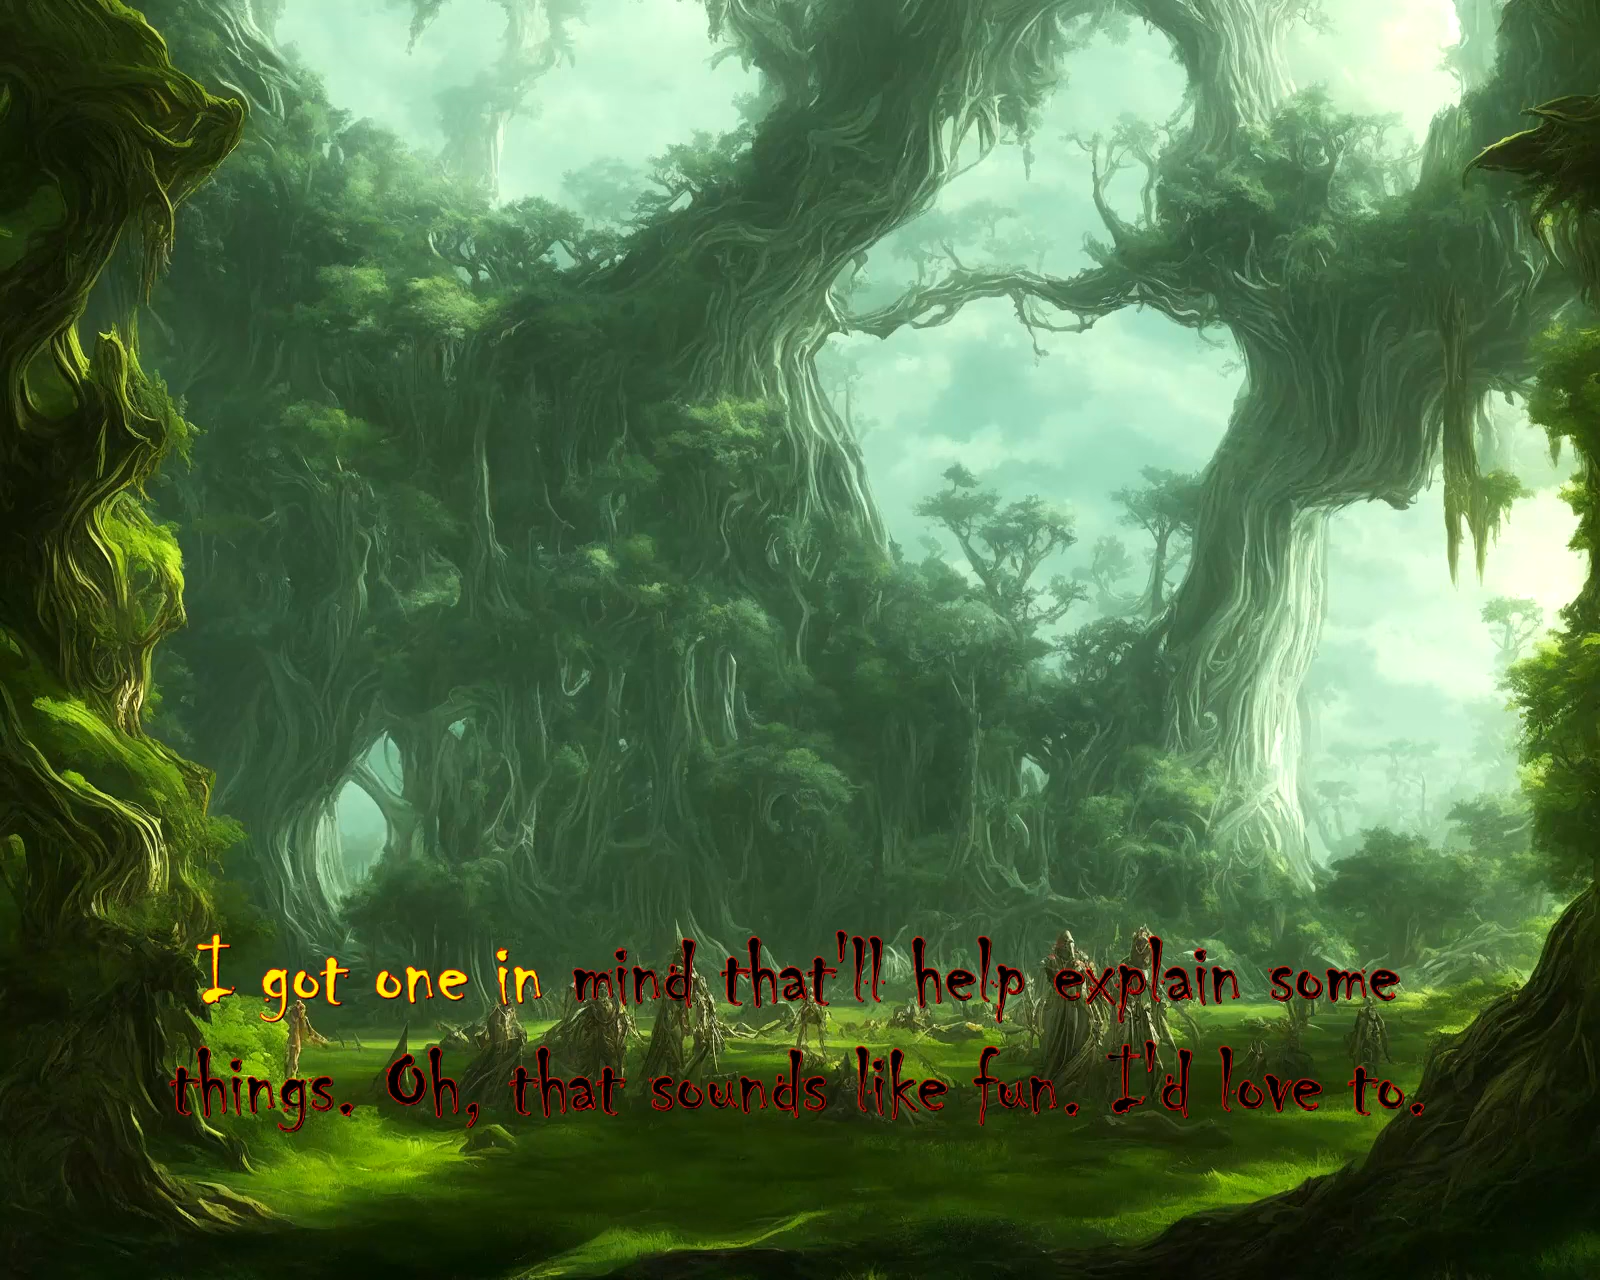 I got one in mind that'll help explain some
things. Oh, that sounds like fun. I'd love to.